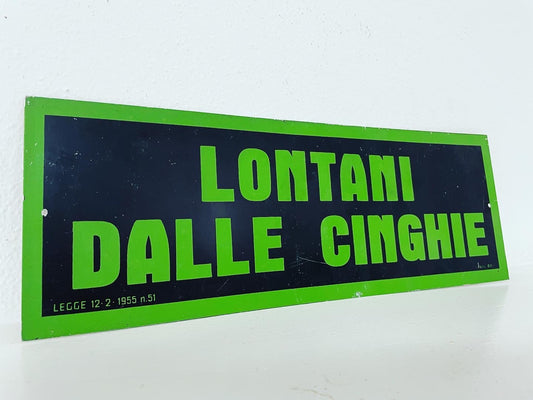 LONTANI
DALLE CINGHIE
LEGGE 12-2-1955 n.51